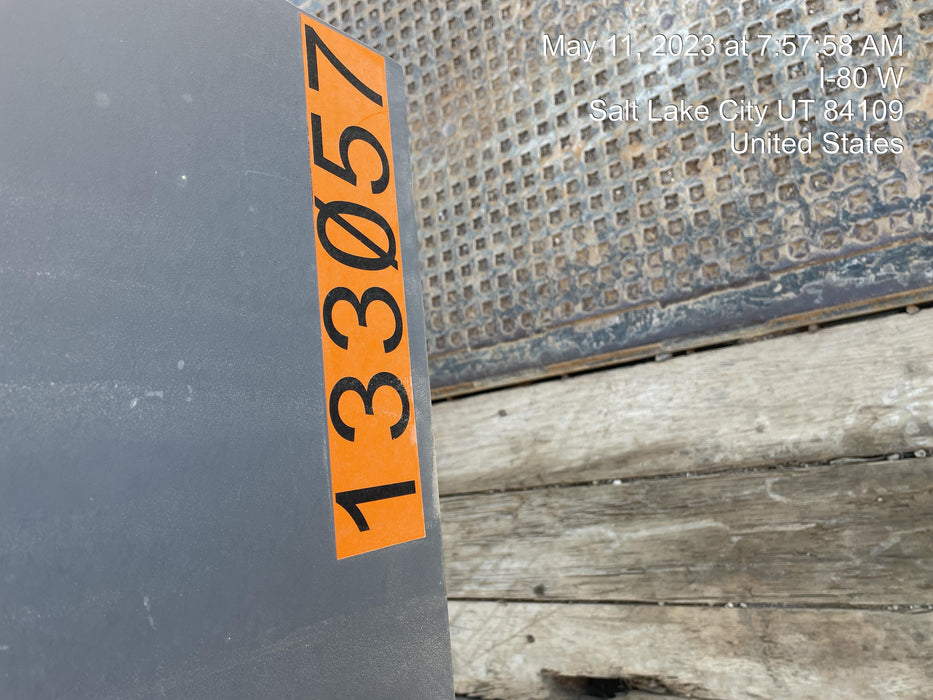 May 11, 2023 at 7:57:58 AM
I-80 W
Salt Lake City UT 84109
United States
133Ø57